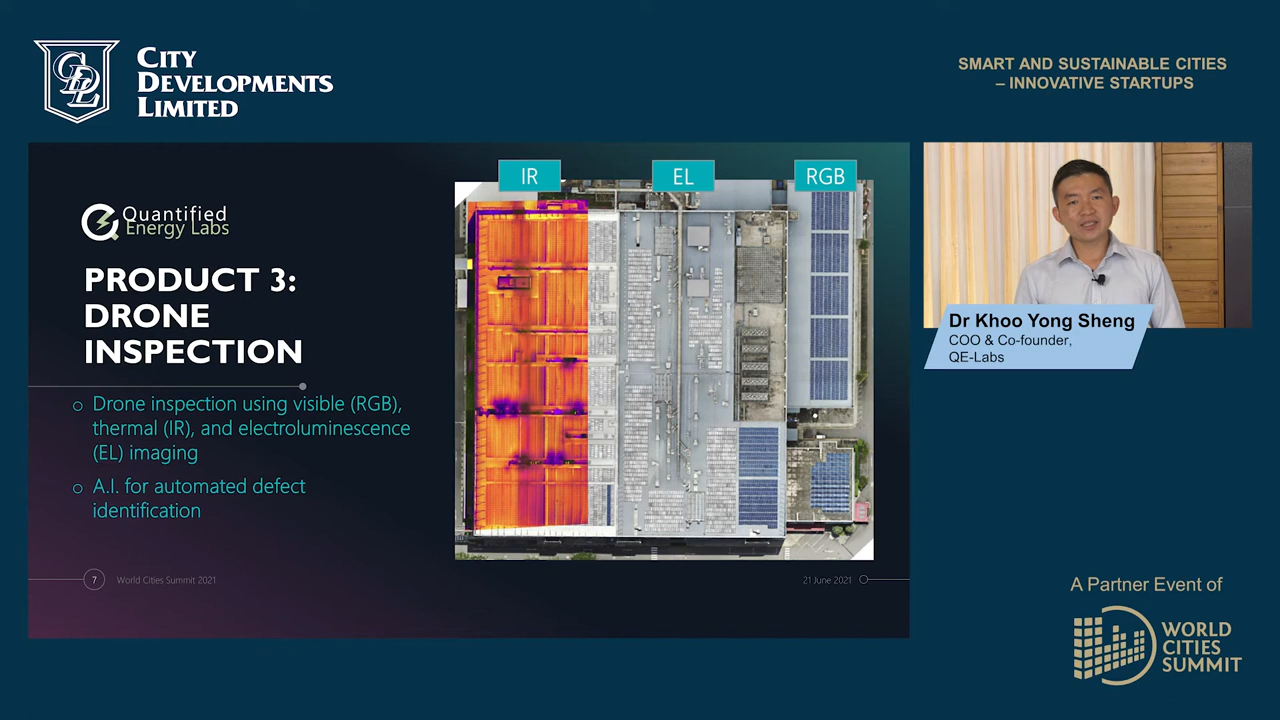 CITY
DEVELOPMENTS
LIMITED
CDL
SMART AND SUSTAINABLE CITIES
– INNOVATIVE STARTUPS
Quantified
Energy Labs
PRODUCT 3:
DRONE
INSPECTION
o Drone inspection using visible (RGB),
thermal (IR), and electroluminescence
(EL) imaging
o A.I. for automated defect
identification
7 World Cities Summit 2021
21 June 2021
IR
EL
RGB
Dr Khoo Yong Sheng
COO & Co-founder,
QE-Labs
A Partner Event of
WORLD
CITIES
SUMMIT